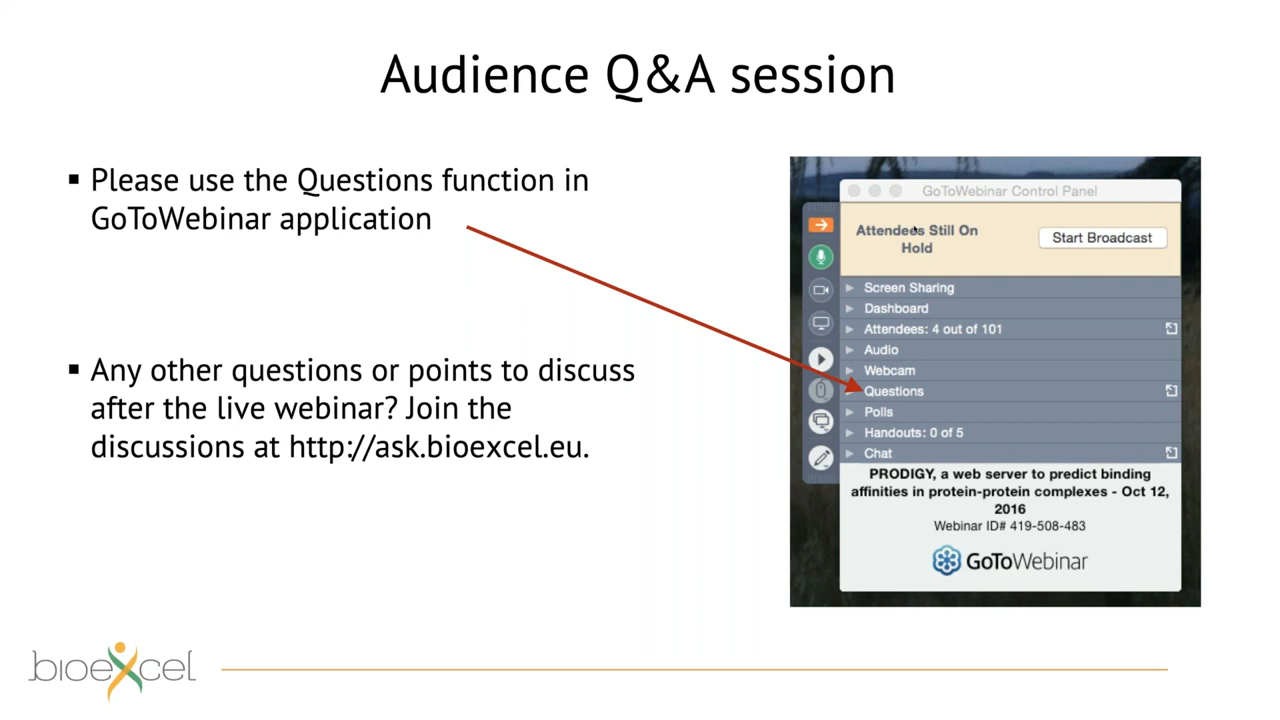 Audience Q&A session
▪ Please use the Questions function in
GoToWebinar application
▪ Any other questions or points to discuss
after the live webinar? Join the
discussions at http://ask.bioexcel.eu.
GoToWebinar Control Panel
Attendees Still On
Hold
Start Broadcast
Screen Sharing
Dashboard
Attendees: 4 out of 101
Audio
Webcam
Questions
Polls
Handouts: 0 of 5
Chat
PRODIGY, a web server to predict binding
affinities in protein-protein complexes - Oct 12,
2016
Webinar ID# 419-508-483
GoToWebinar
bioexcel